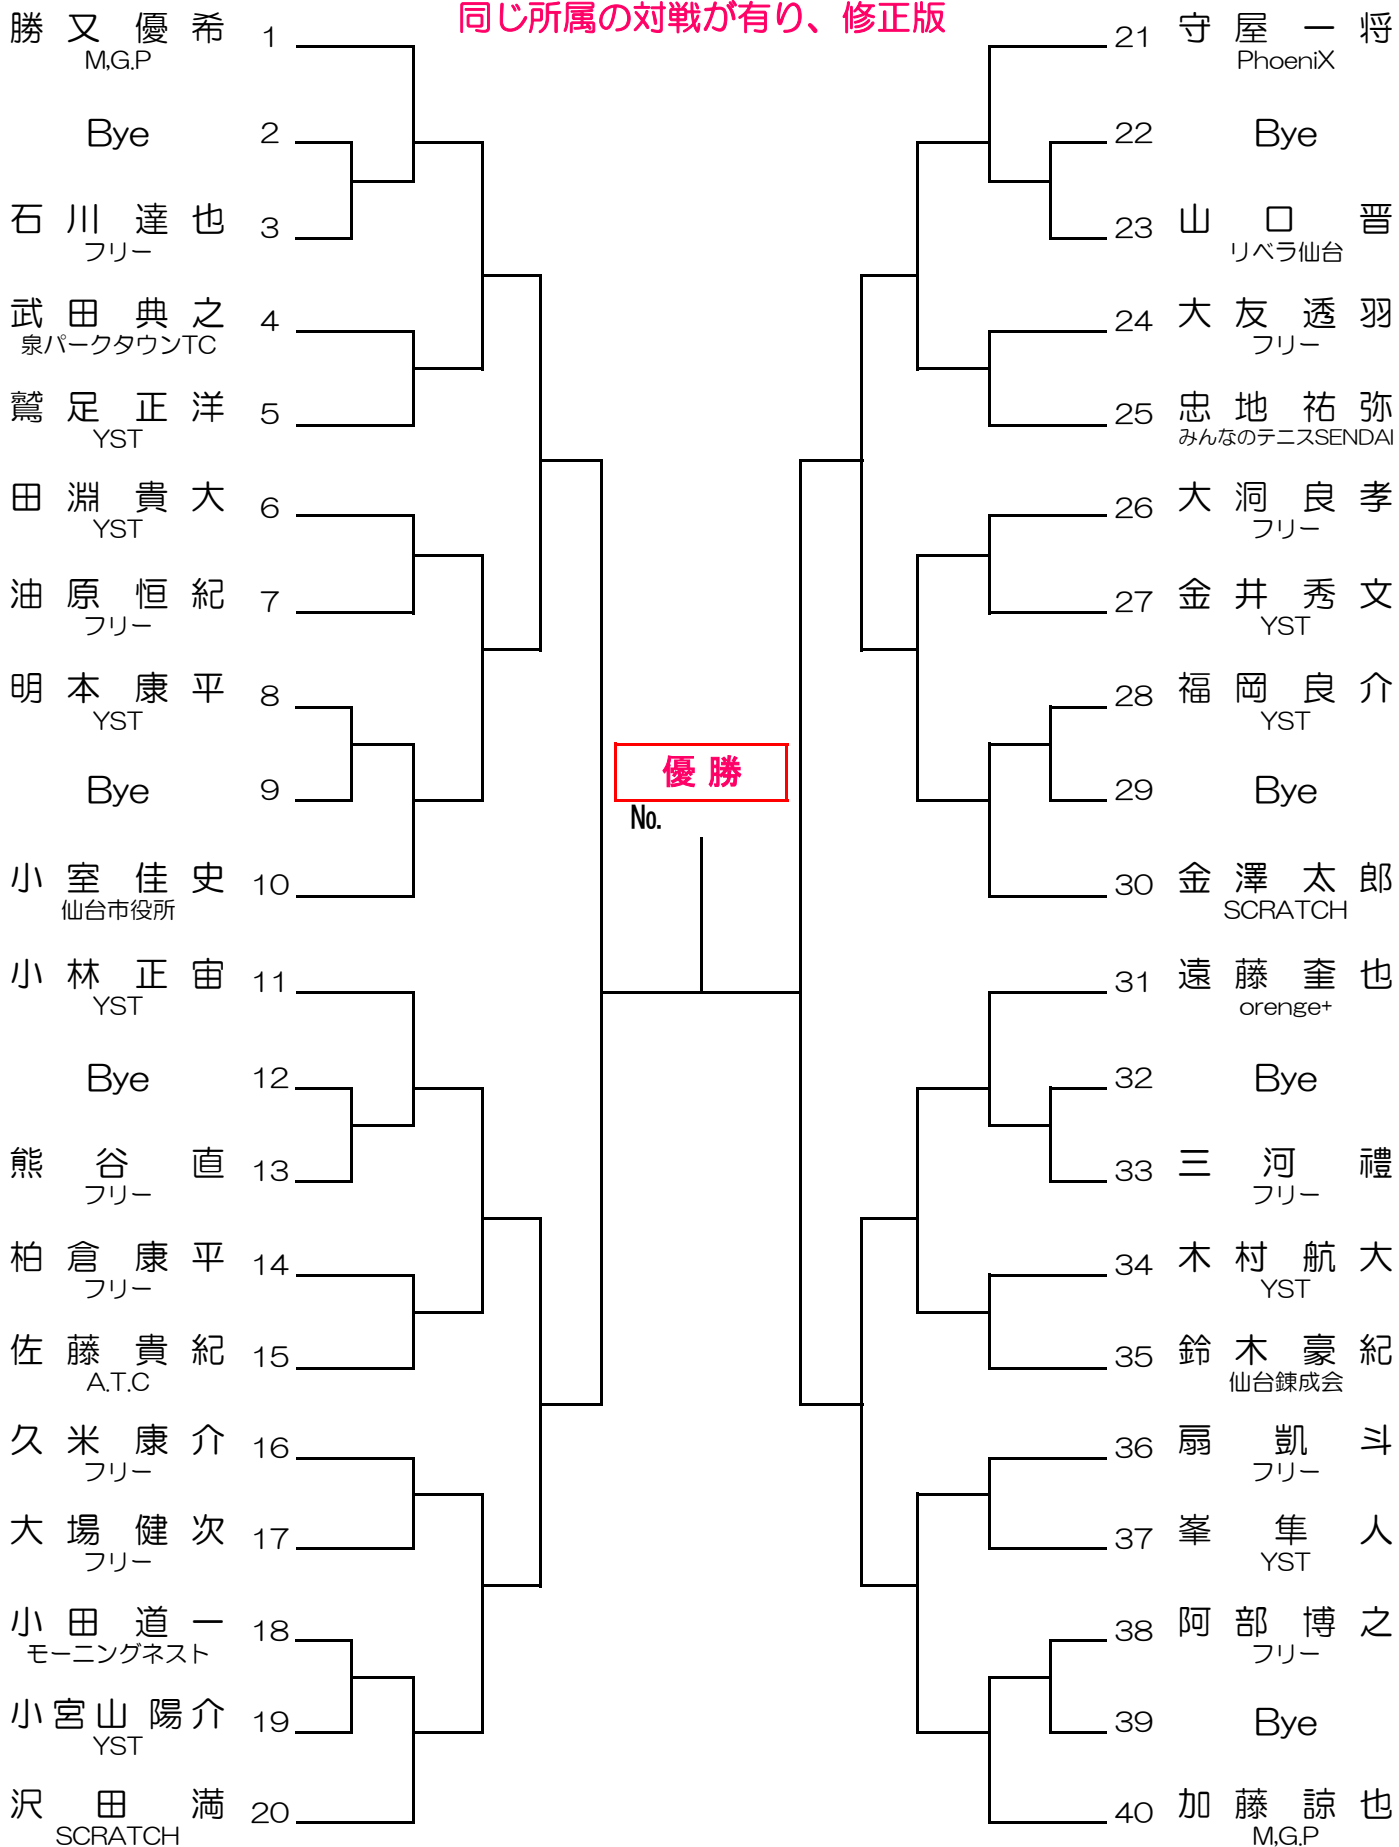 同じ所属の対戦が有り、修正版
勝又優希 1
M,G.P
Bye 2
石川達也 3
フリー
武田典之 4
泉パークタウンTC
鷲足正洋 5
YST
田淵貴大 6
YST
油原恒紀 7
フリー
明本康平 8
YST
Bye 9
小室佳史 10
仙台市役所
小林正宙 11
YST
Bye 12
熊谷直 13
フリー
柏倉康平 14
フリー
佐藤貴紀 15
A.T.C
久米康介 16
フリー
大場健次 17
フリー
小田道一 18
モーニングネスト
小宮山陽介 19
YST
沢田満 20
SCRATCH
優勝
No.
21 守屋一将
PhoeniX
22 Bye
23 山口晋
リベラ仙台
24 大友透羽
フリー
25 忠地祐弥
みんなのテニスSENDAI
26 大洞良孝
フリー
27 金井秀文
YST
28 福岡良介
YST
29 Bye
30 金澤太郎
SCRATCH
31 遠藤奎也
orenge+
32 Bye
33 三河禮
フリー
34 木村航大
YST
35 鈴木豪紀
仙台錬成会
36 扇凱斗
フリー
37 峯隼人
YST
38 阿部博之
フリー
39 Bye
40 加藤諒也
M,G.P